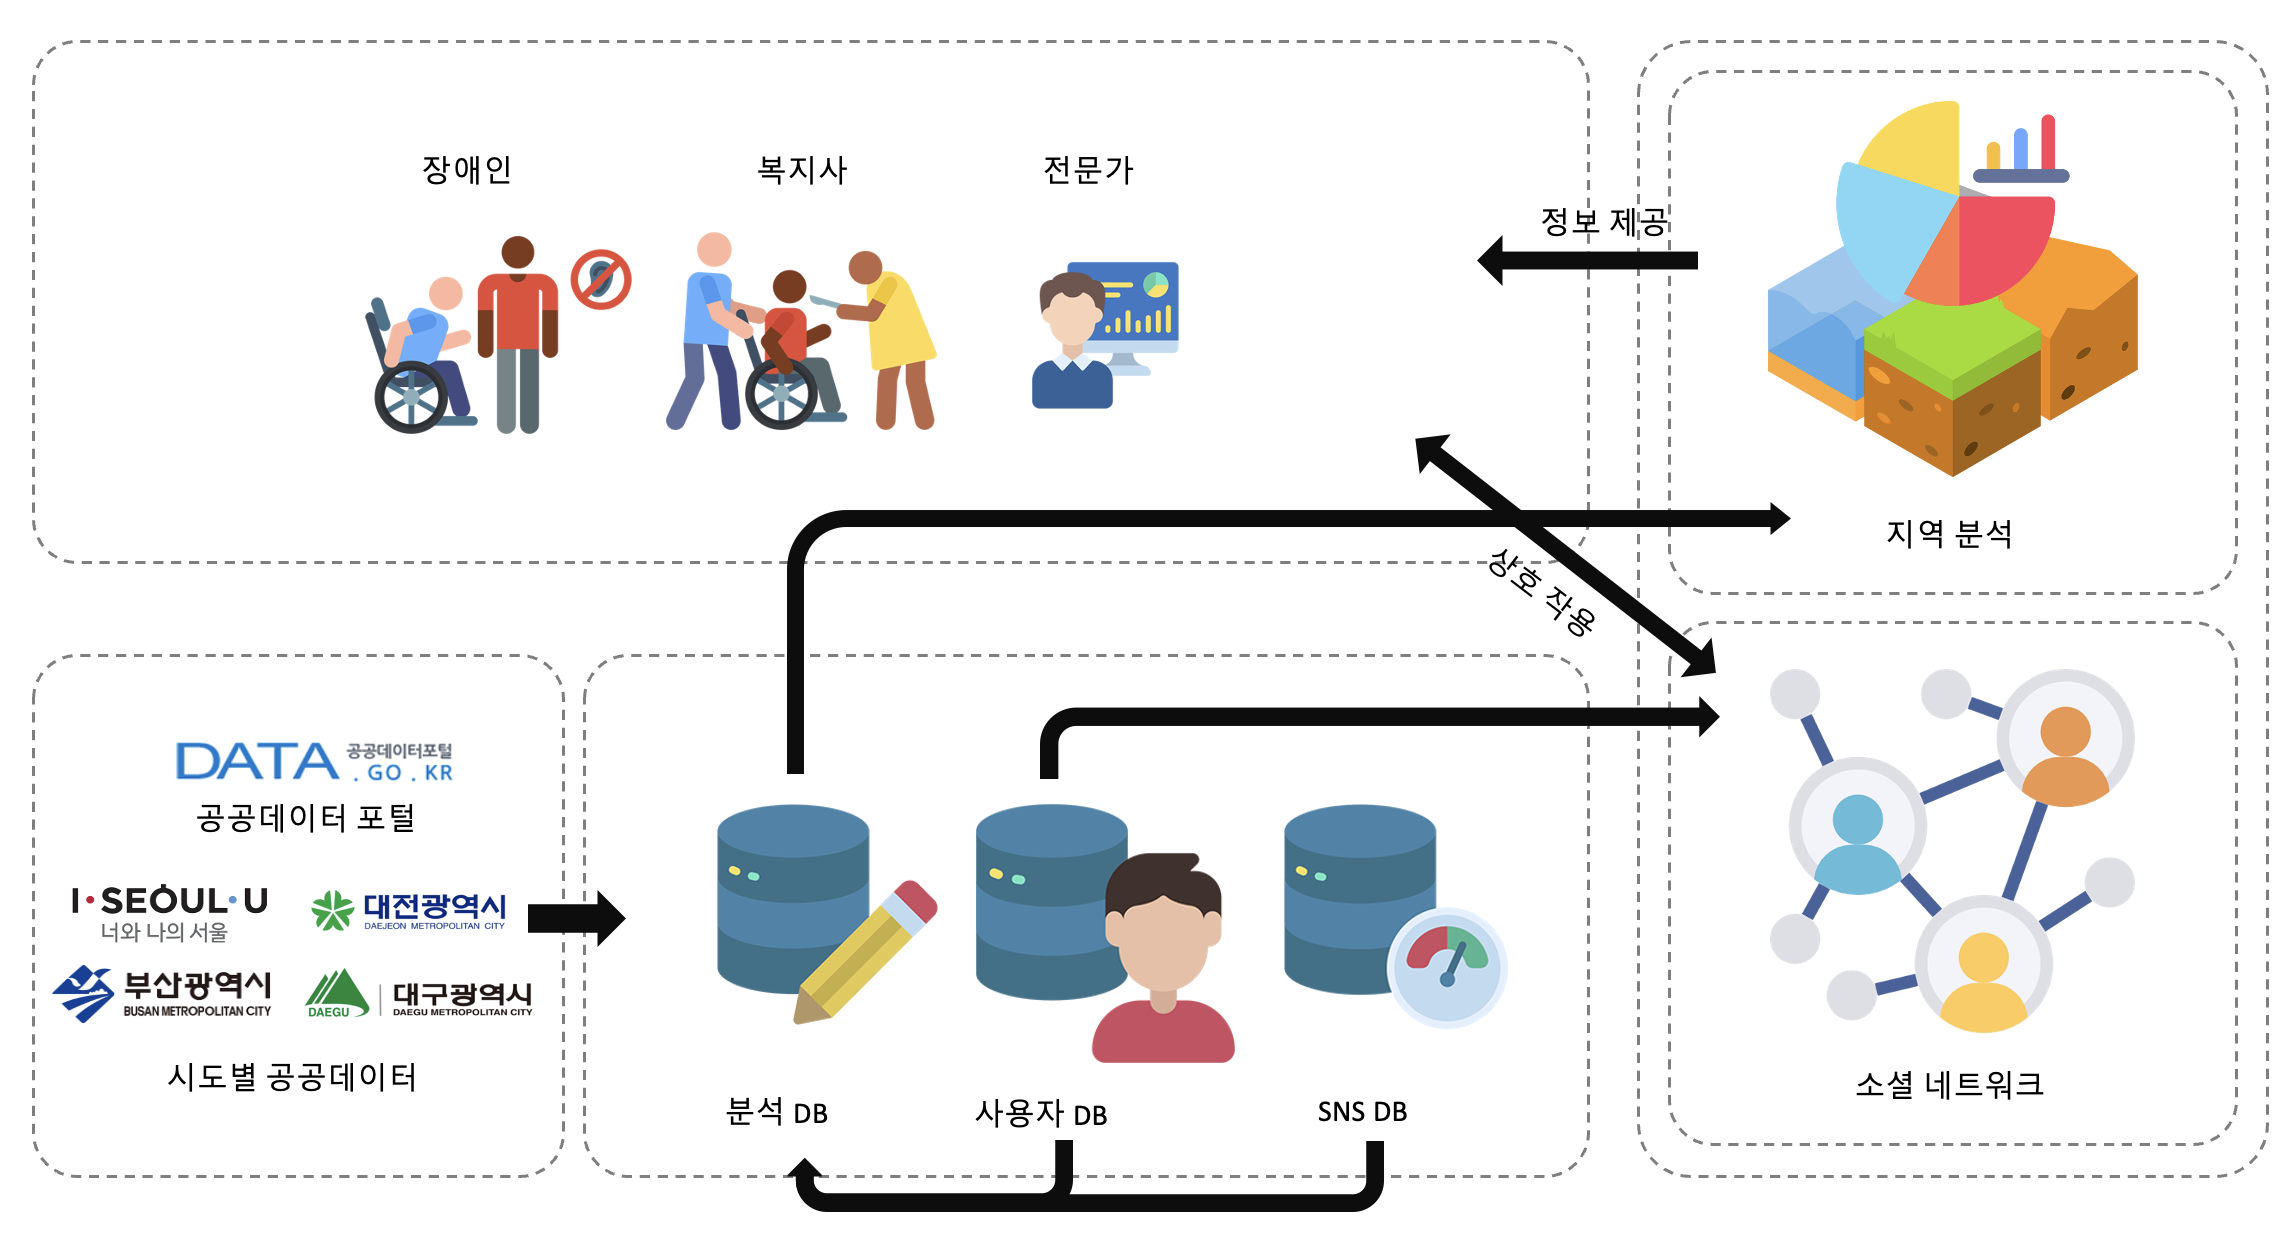 장애인
복지사
전문가
정보 제공
지역 분석
상호 작용
DATA 공공데이터포털
.GO.KR
공공데이터 포털
I·SEOUL·U
너와 나의 서울
대전광역시
DAEJEON METROPOLITAN CITY
부산광역시
BUSAN METROPOLITAN CITY
DAEGU
대구광역시
DAEGU METROPOLITAN CITY
시도별 공공데이터
분석 DB
사용자 DB
SNS DB
소셜 네트워크